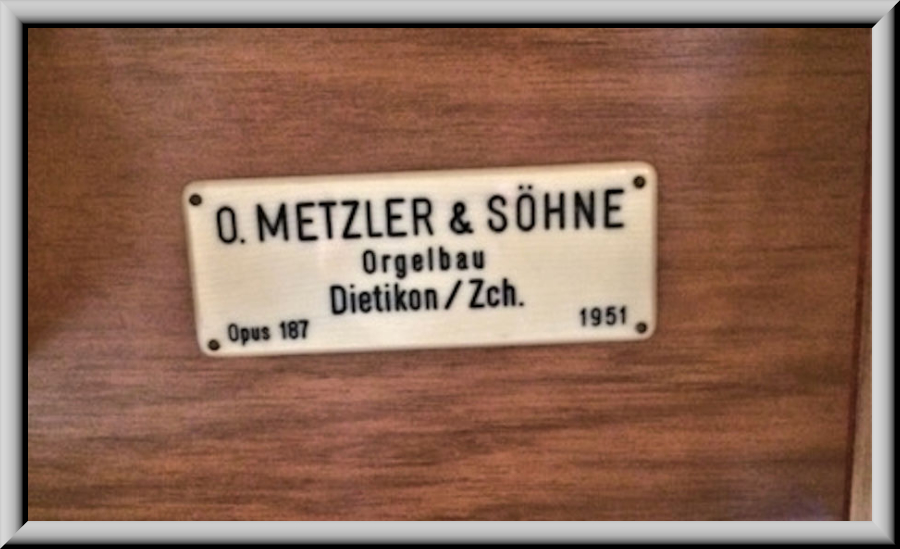 O. METZLER & SÖHNE
Orgelbau
Dietikon / Zch.
Opus 187 1951